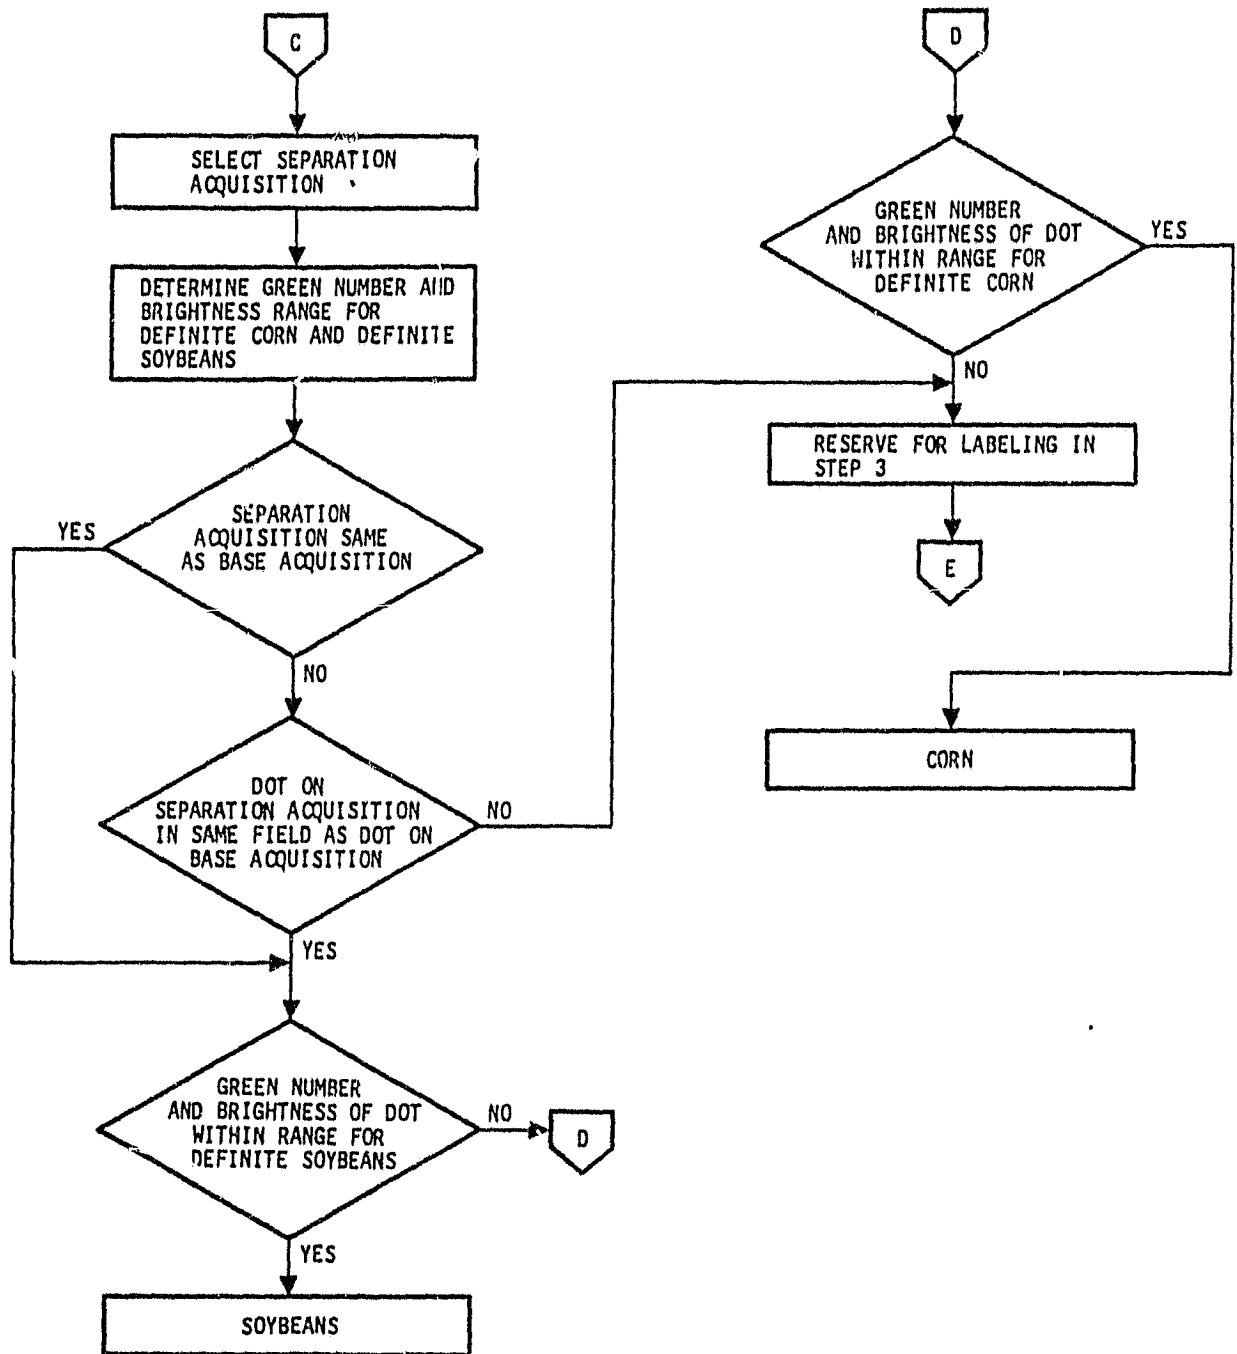 C
SELECT SEPARATION
ACQUISITION
DETERMINE GREEN NUMBER AND
BRIGHTNESS RANGE FOR
DEFINITE CORN AND DEFINITE
SOYBEANS
SEPARATION
ACQUISITION SAME
AS BASE ACQUISITION
YES
NO
DOT ON
SEPARATION ACQUISITION
IN SAME FIELD AS DOT ON
BASE ACQUISITION
NO
YES
GREEN NUMBER
AND BRIGHTNESS OF DOT
WITHIN RANGE FOR
DEFINITE SOYBEANS
NO
D
YES
SOYBEANS
D
GREEN NUMBER
AND BRIGHTNESS OF DOT
WITHIN RANGE FOR
DEFINITE CORN
YES
NO
RESERVE FOR LABELING IN
STEP 3
E
CORN